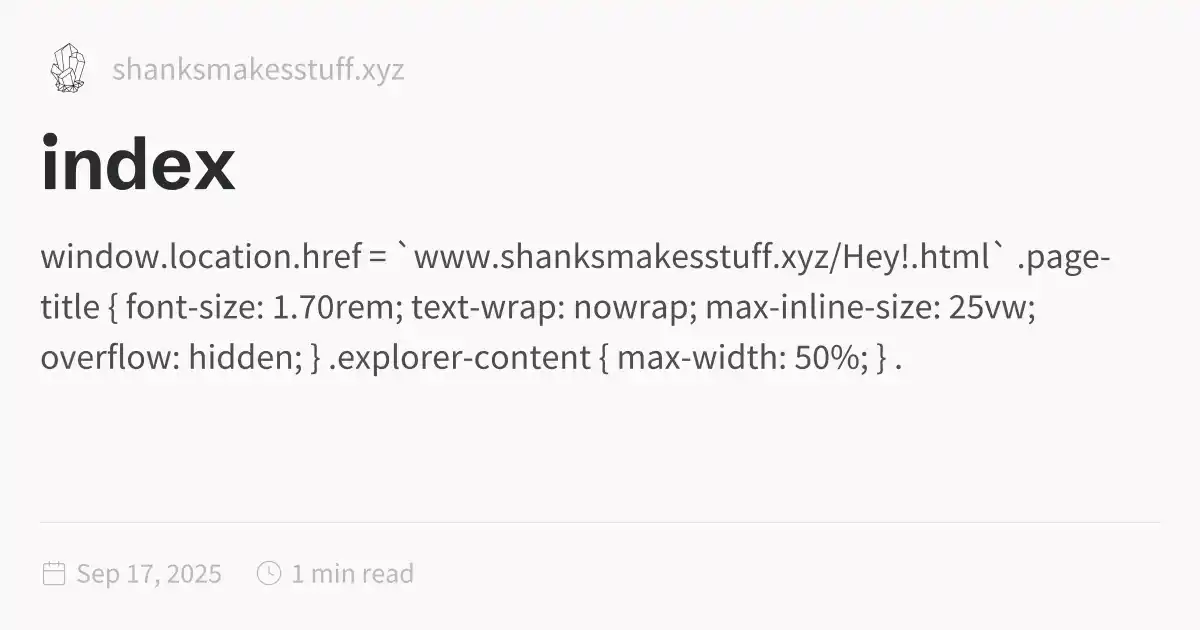 shanksmakesstuff.xyz
index
window.location.href = `www.shanksmakesstuff.xyz/Hey!.html` .page-
title { font-size: 1.70rem; text-wrap: nowrap; max-inline-size: 25vw;
overflow: hidden; } .explorer-content { max-width: 50%; } .
Sep 17, 2025 1 min read